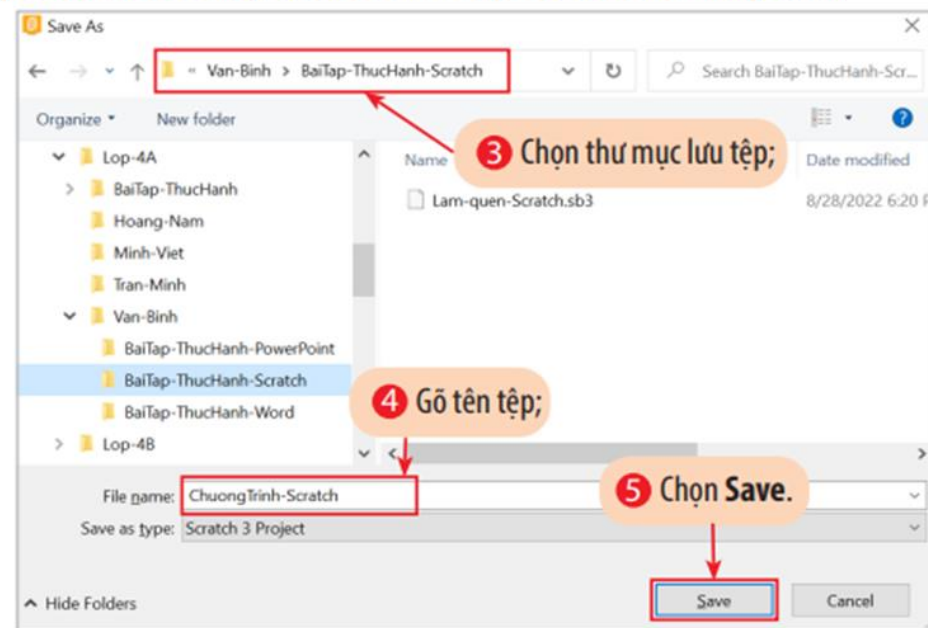 Save As
« Van-Binh > BaiTap-ThucHanh-Scratch
Search BaiTap-ThucHanh-Scr...
Organize
New folder
3 Chọn thư mục lưu tệp;
Lop-4A
BaiTap-ThucHanh
Hoang-Nam
Minh-Viet
Tran-Minh
Van-Binh
BaiTap-ThucHanh-PowerPoint
BaiTap-ThucHanh-Scratch
BaiTap-ThucHanh-Word
Lop-4B
Name
Date modified
Lam-quen-Scratch.sb3
8/28/2022 6:20 P
4 Gõ tên tệp;
File name: ChuongTrinh-Scratch
Save as type: Scratch 3 Project
5 Chọn Save.
Hide Folders
Save
Cancel